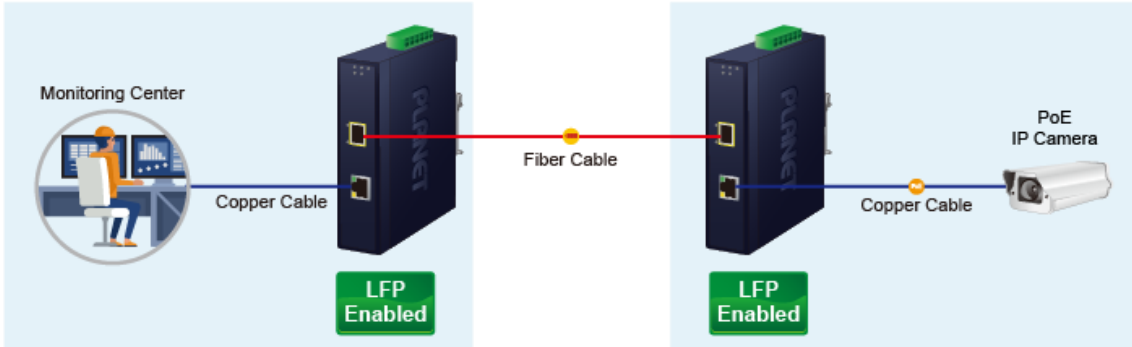 Monitoring Center
Copper Cable
PLANET
LFP
Enabled
Fiber Cable
PLANET
LFP
Enabled
Copper Cable
PoE
IP Camera